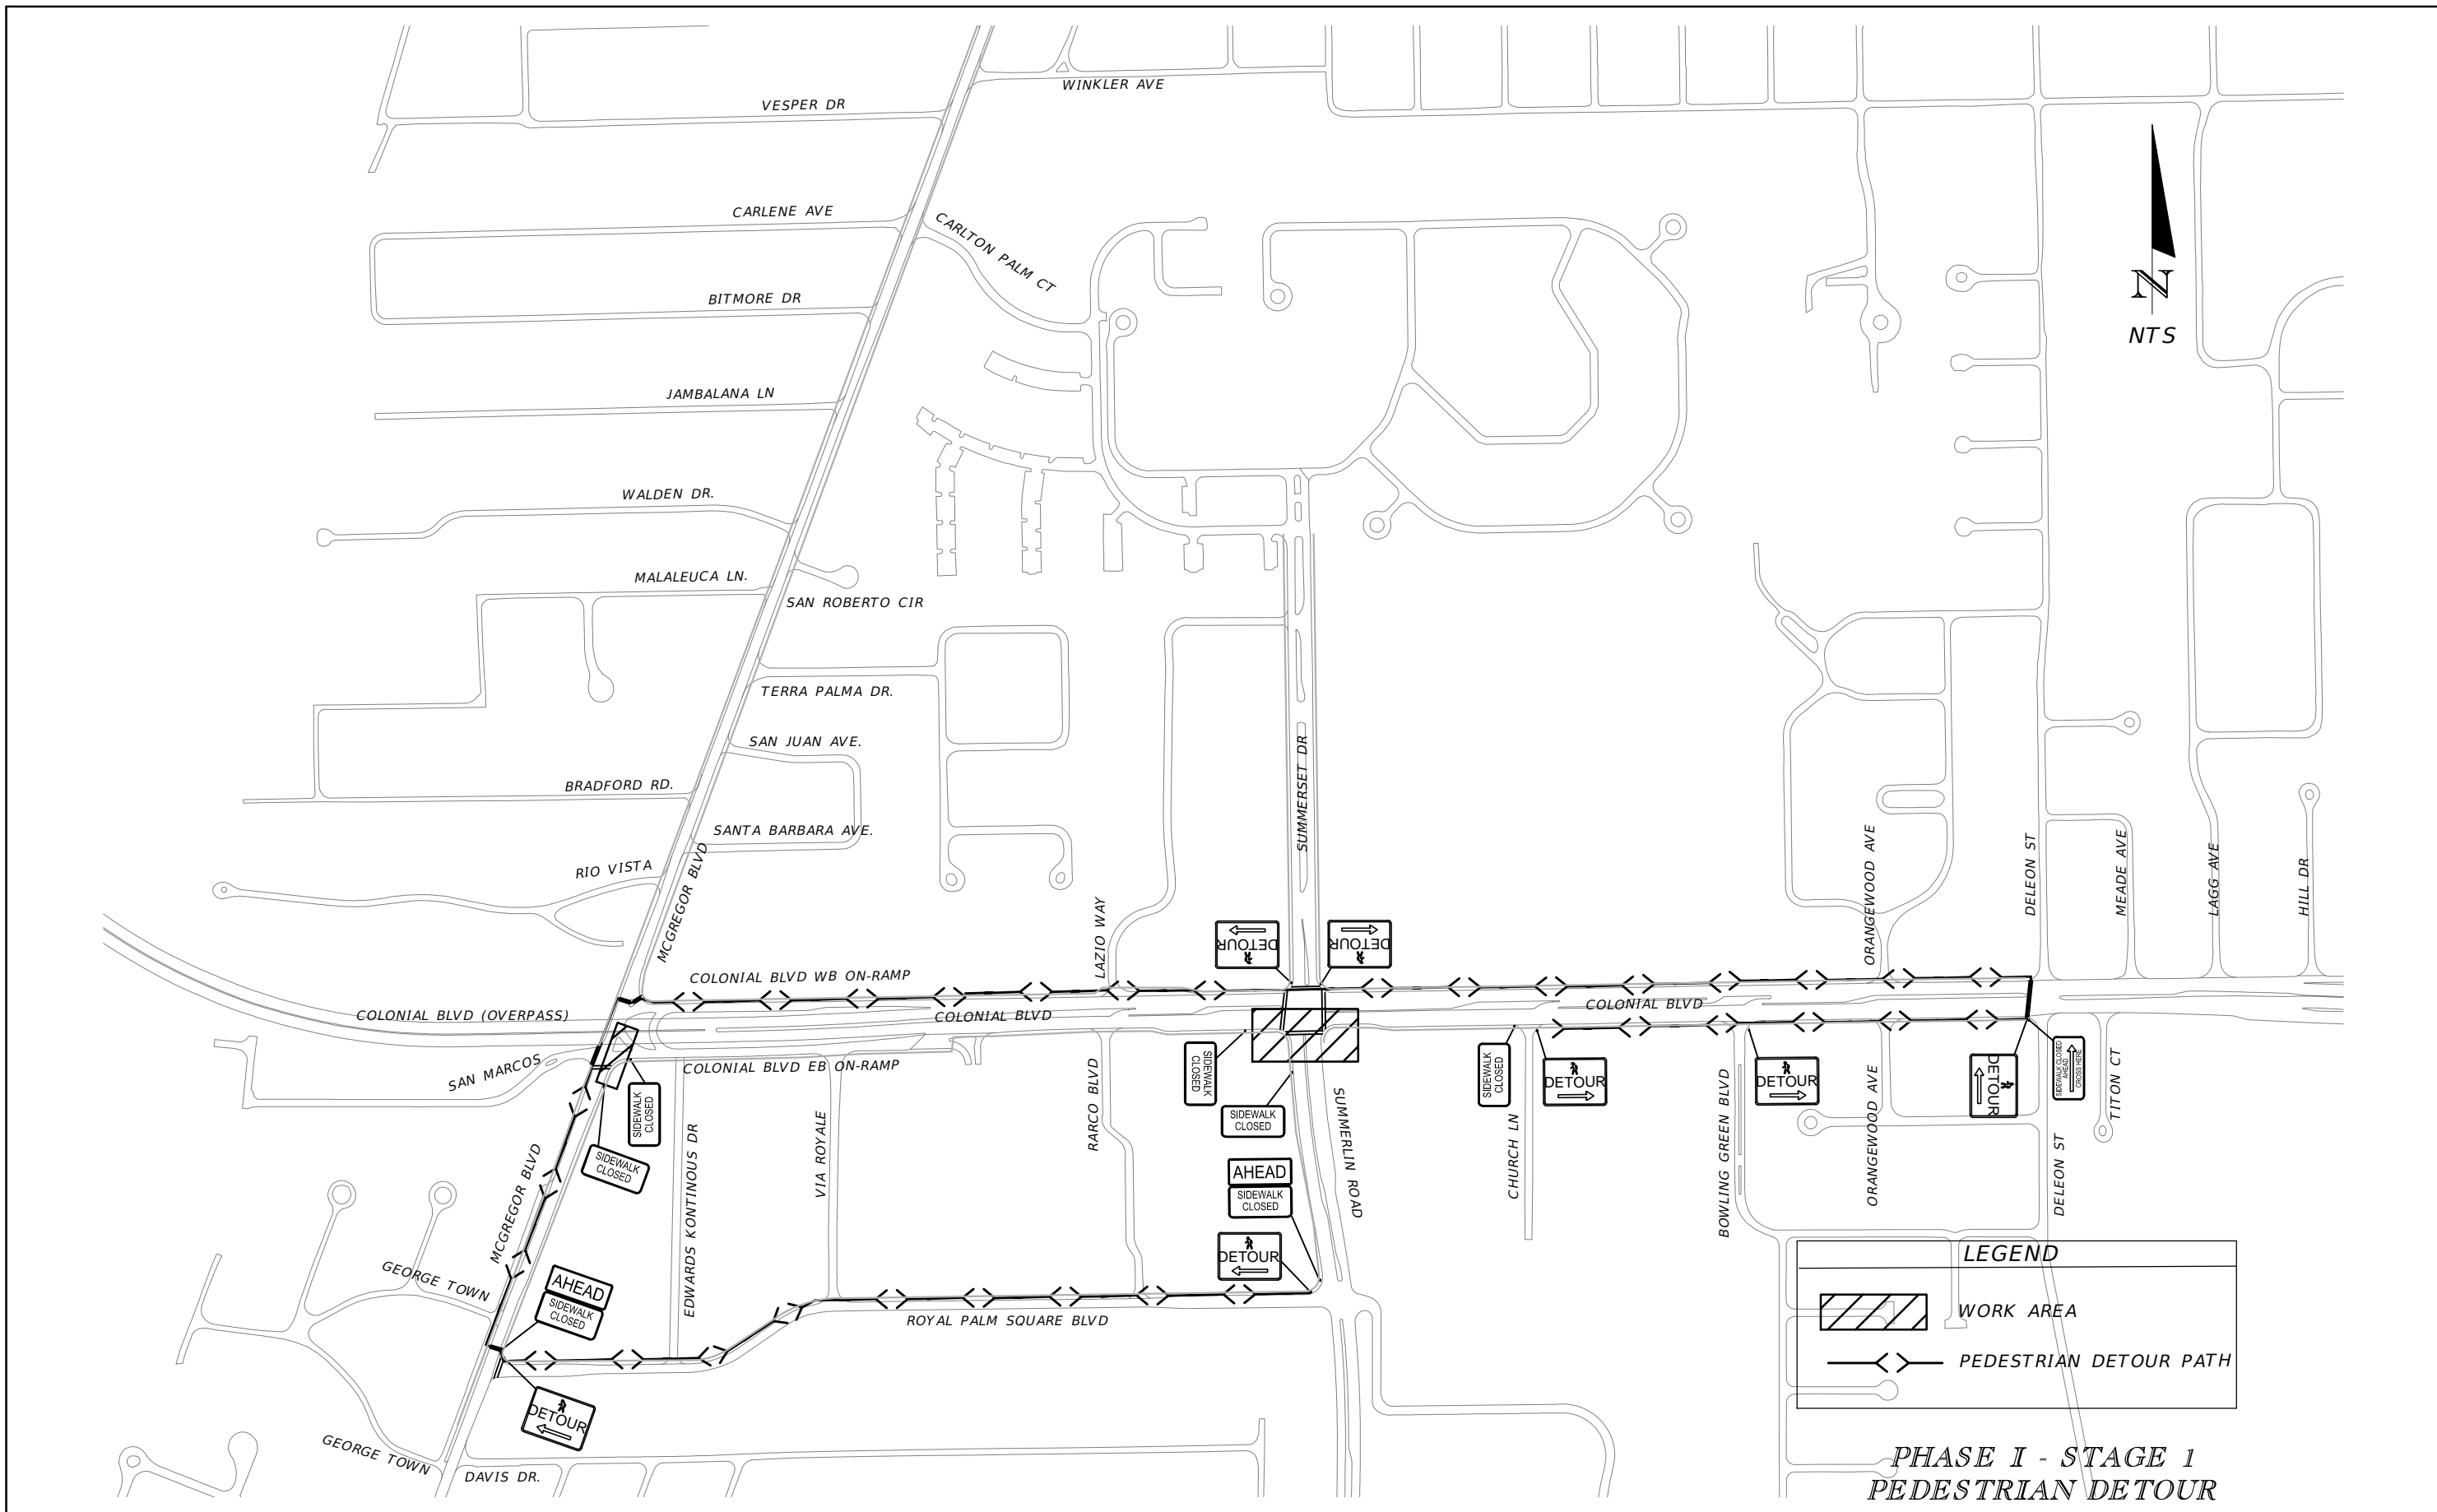 WINKLER AVE
VESPER DR
CARLENE AVE
CARLTON PALM CT
BITMORE DR
N
NTS
JAMBALANA LN
WALDEN DR.
MALALEUCA LN.
SAN ROBERTO CIR
TERRA PALMA DR.
SAN JUAN AVE.
SUMMERSET DR
BRADFORD RD.
SANTA BARBARA AVE.
RIO VISTA
MCGREGOR BLVD
LAZIO WAY
ORANGEWOOD AVE
DELEON ST
MEADE AVE
LAGG AVE
HILL DR
DETOUR
DETOUR
COLONIAL BLVD WB ON-RAMP
COLONIAL BLVD (OVERPASS)
COLONIAL BLVD
COLONIAL BLVD
COLONIAL BLVD EB ON-RAMP
SAN MARCOS
SIDEWALK
CLOSED
SIDEWALK
CLOSED
SIDEWALK
CLOSED
SIDEWALK
CLOSED
SIDEWALK
CLOSED
DETOUR
DETOUR
DETOUR
SIDEWALK CLOSED
AHEAD
CROSS HERE
TITON CT
MCGREGOR BLVD
EDWARDS KONTINOUS DR
VIA ROYALE
RARCO BLVD
SUMMERLIN ROAD
CHURCH LN
BOWLING GREEN BLVD
ORANGEWOOD AVE
DELEON ST
AHEAD
SIDEWALK
CLOSED
DETOUR
GEORGE TOWN
AHEAD
SIDEWALK
CLOSED
ROYAL PALM SQUARE BLVD
DETOUR
GEORGE TOWN
DAVIS DR.
LEGEND
WORK AREA
PEDESTRIAN DETOUR PATH
PHASE I - STAGE 1
PEDESTRIAN DETOUR